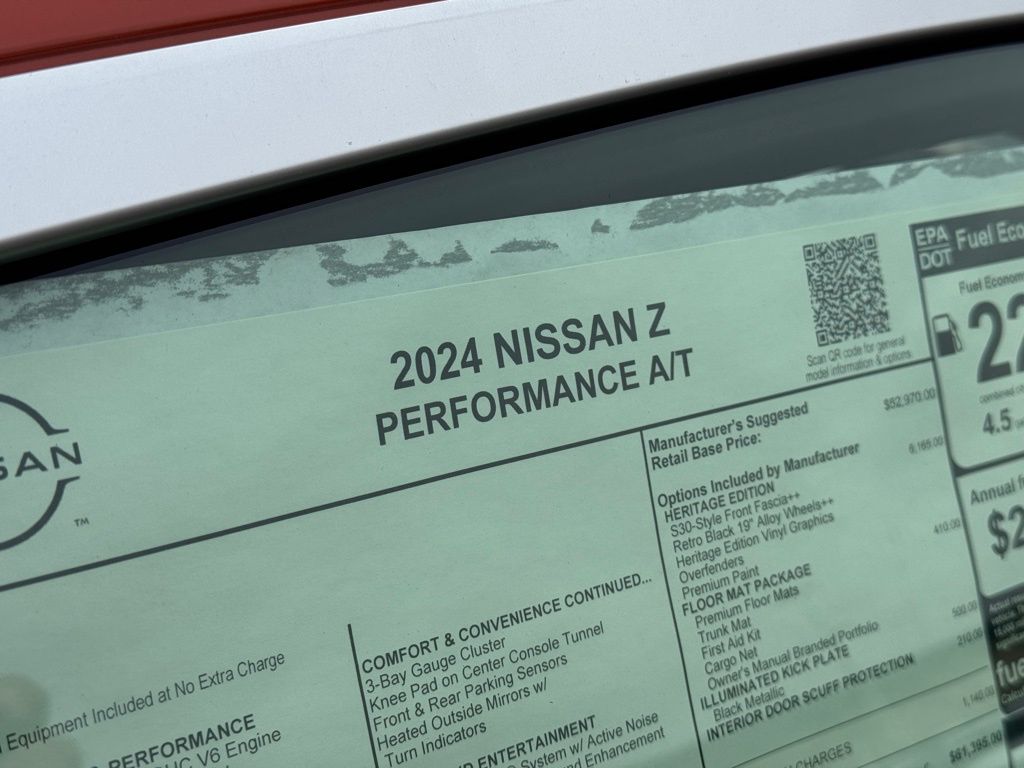 2024 NISSAN Z
PERFORMANCE A/T
SAN
™
Scan QR code for general
model information & options
EPA
DOT
Fuel Eco
Fuel Econom
22
combined
4.5
Annual f
$2
fue
Manufacturer's Suggested
Retail Base Price: $52,970.00
Options Included by Manufacturer
HERITAGE EDITION 6,165.00
S30-Style Front Fascia++
Retro Black 19" Alloy Wheels++
Heritage Edition Vinyl Graphics
Overfenders
Premium Paint
FLOOR MAT PACKAGE 410.00
Premium Floor Mats
Trunk Mat
First Aid Kit
Cargo Net
Owner's Manual Branded Portfolio
ILLUMINATED KICK PLATE 500.00
Black Metallic
INTERIOR DOOR SCUFF PROTECTION 210.00
CHARGES 1,140.00
$61,395.00
Equipment Included at No Extra Charge
PERFORMANCE
V6 Engine
COMFORT & CONVENIENCE CONTINUED...
3-Bay Gauge Cluster
Knee Pad on Center Console Tunnel
Front & Rear Parking Sensors
Heated Outside Mirrors w/
Turn Indicators
ENTERTAINMENT
System w/ Active Noise
and Enhancement